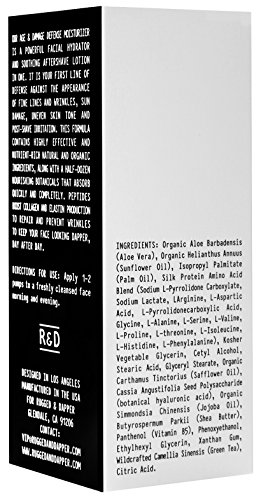 OUR AGE & DAMAGE DEFENSE MOISTURIZER
IS A POWERFUL FACIAL HYDRATOR
AND SOOTHING AFTERSHAVE LOTION
IN ONE. IT IS YOUR FIRST LINE OF
DEFENSE AGAINST THE APPEARANCE
OF FINE LINES AND WRINKLES, SUN
DAMAGE, UNEVEN SKIN TONE AND
POST-SHAVE IRRITATION. THIS FORMULA
CONTAINS HIGHLY EFFECTIVE AND
NUTRIENT-RICH NATURAL AND ORGANIC
INGREDIENTS, ALONG WITH A HALF-DOZEN
NOURISHING BOTANICALS THAT ABSORB
QUICKLY AND COMPLETELY. PEPTIDES
BOOST COLLAGEN AND ELASTIN PRODUCTION
TO REPAIR AND PREVENT WRINKLES
TO KEEP YOUR FACE LOOKING DAPPER,
DAY AFTER DAY.
DIRECTIONS FOR USE: Apply 1-2
pumps to a freshly cleansed face
morning and evening.
R&D
DESIGNED IN LOS ANGELES
MANUFACTURED IN THE USA
FOR RUGGED & DAPPER
GLENDALE, CA 91206
CONTACT:
VIP@RUGGEDANDDAPPER.COM
WWW.RUGGEDANDDAPPER.COM
INGREDIENTS: Organic Aloe Barbadensis
(Aloe Vera), Organic Helianthus Annuus
(Sunflower Oil), Isopropyl Palmitate
(Palm Oil), Silk Protein Amino Acid
Blend (Sodium L-Pyrrolidone Carboxylate,
Sodium Lactate, LArginine, L-Aspartic
Acid, L-Pyrrolidonecarboxylic Acid,
Glycine, L-Alanine, L-Serine, L-Valine,
L-Proline, L-threonine, L-Isoleucine,
L-Histidine, L-Phenylalanine), Kosher
Vegetable Glycerin, Cetyl Alcohol,
Stearic Acid, Glyceryl Stearate, Organic
Carthamus Tinctorius (Safflower Oil),
Cassia Angustifolia Seed Polysaccharide
(botanical hyaluronic acid), Organic
Simmondsia Chinensis (Jojoba Oil),
Butyrospermum Parkii (Shea Butter),
Panthenol (Vitamin B5), Phenoxyethanol,
Ethylhexyl Glycerin, Xanthan Gum,
Wildcrafted Camellia Sinensis (Green Tea),
Citric Acid.